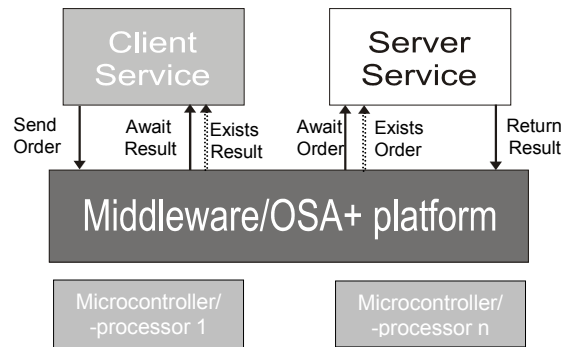 Client
Service
Server
Service
Send
Order
Await
Result
Exists
Result
Await
Order
Exists
Order
Return
Result
Middleware/OSA+ platform
Microcontroller/
-processor 1
Microcontroller/
-processor n